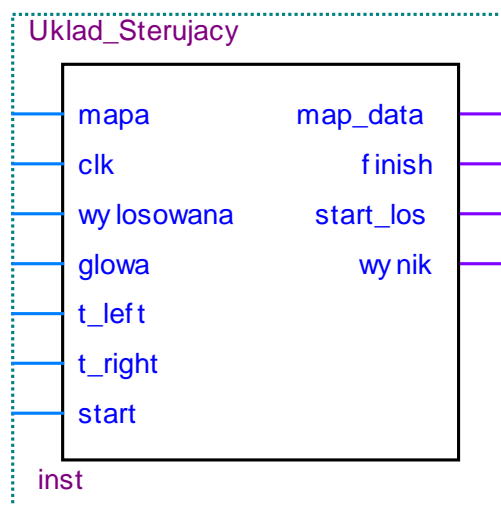 Uklad_Sterujacy
mapa map_data
clk finish
wylosowana start_los
glowa wynik
t_left
t_right
start
inst